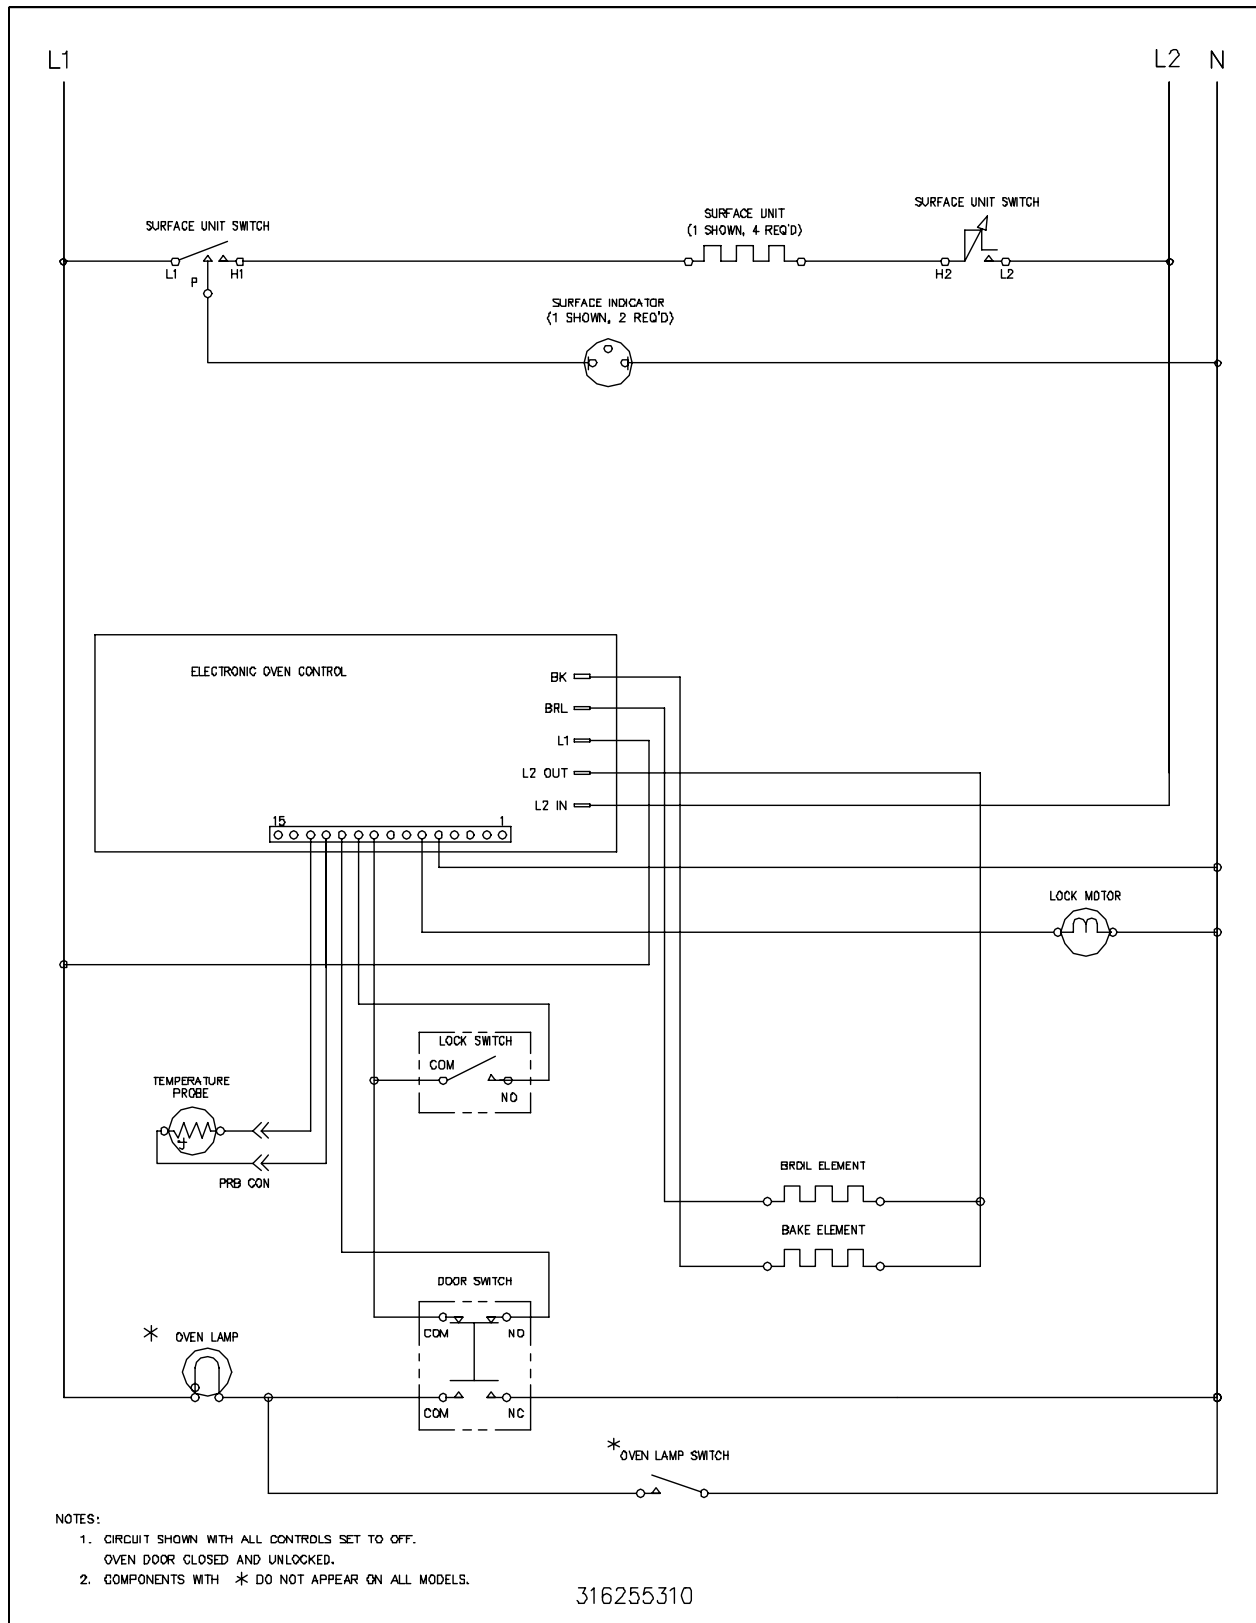 L1
L2 N
SURFACE UNIT SWITCH
SURFACE UNIT
(1 SHOWN, 4 REQ'D)
SURFACE UNIT SWITCH
L1
P
H1
H2
L2
SURFACE INDICATOR
(1 SHOWN, 2 REQ'D)
ELECTRONIC OVEN CONTROL
BK
BRL
L1
L2 OUT
L2 IN
15
1
LOCK MOTOR
LOCK SWITCH
COM
NO
TEMPERATURE
PROBE
PRB CON
BROIL ELEMENT
BAKE ELEMENT
DOOR SWITCH
COM
NO
* OVEN LAMP
COM
NC
* OVEN LAMP SWITCH
NOTES:
1. CIRCUIT SHOWN WITH ALL CONTROLS SET TO OFF.
OVEN DOOR CLOSED AND UNLOCKED.
2. COMPONENTS WITH * DO NOT APPEAR ON ALL MODELS.
316255310